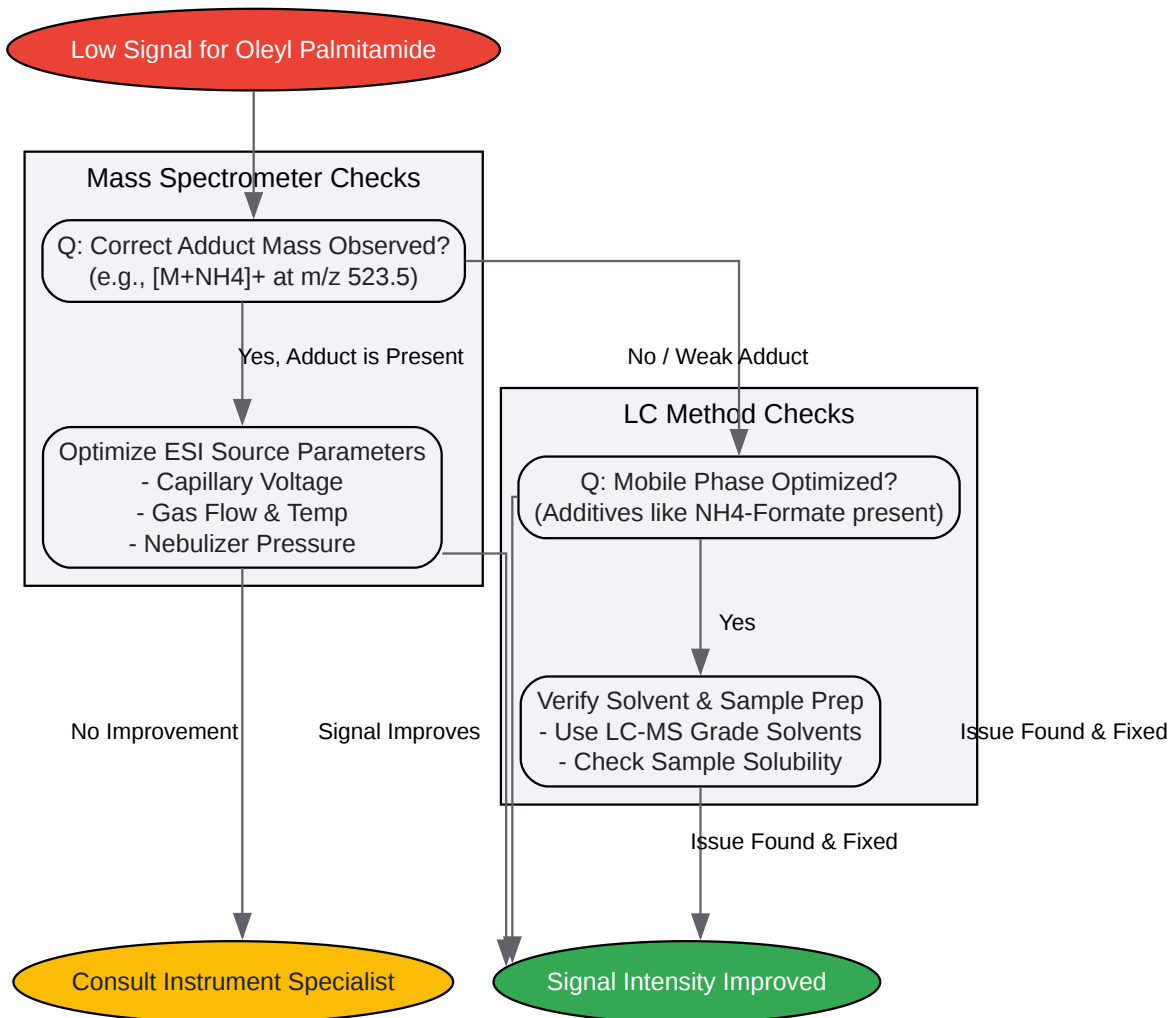 Low Signal for Oleyl Palmitamide
Mass Spectrometer Checks
Q: Correct Adduct Mass Observed?
(e.g., [M+NH4]+ at m/z 523.5)
Yes, Adduct is Present
No / Weak Adduct
LC Method Checks
Optimize ESI Source Parameters
- Capillary Voltage
- Gas Flow & Temp
- Nebulizer Pressure
Q: Mobile Phase Optimized?
(Additives like NH4-Formate present)
Yes
Verify Solvent & Sample Prep
- Use LC-MS Grade Solvents
- Check Sample Solubility
No Improvement
Signal Improves
Issue Found & Fixed
Issue Found & Fixed
Consult Instrument Specialist
Signal Intensity Improved